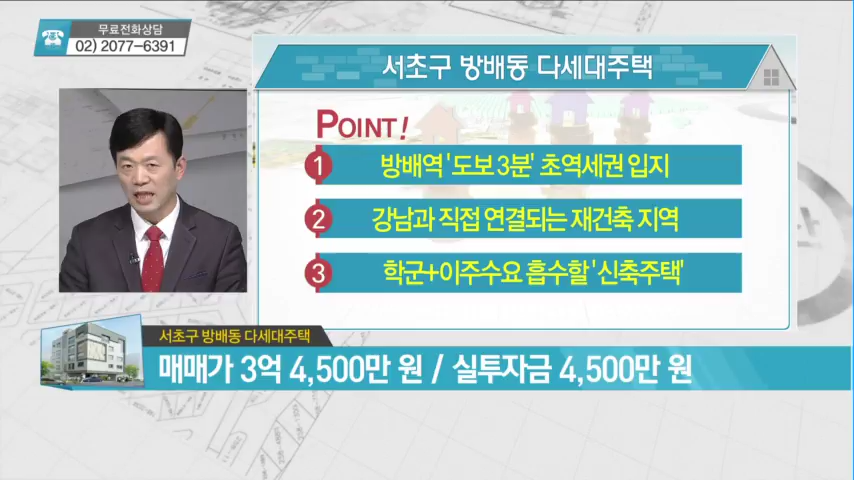 무료전화상담
02) 2077-6391
서초구 방배동 다세대주택
POINT!
1 방배역 '도보 3분' 초역세권 입지
2 강남과 직접 연결되는 재건축 지역
3 학군+이주수요 흡수할 '신축주택'
서초구 방배동 다세대주택
매매가 3억 4,500만 원 / 실투자금 4,500만 원